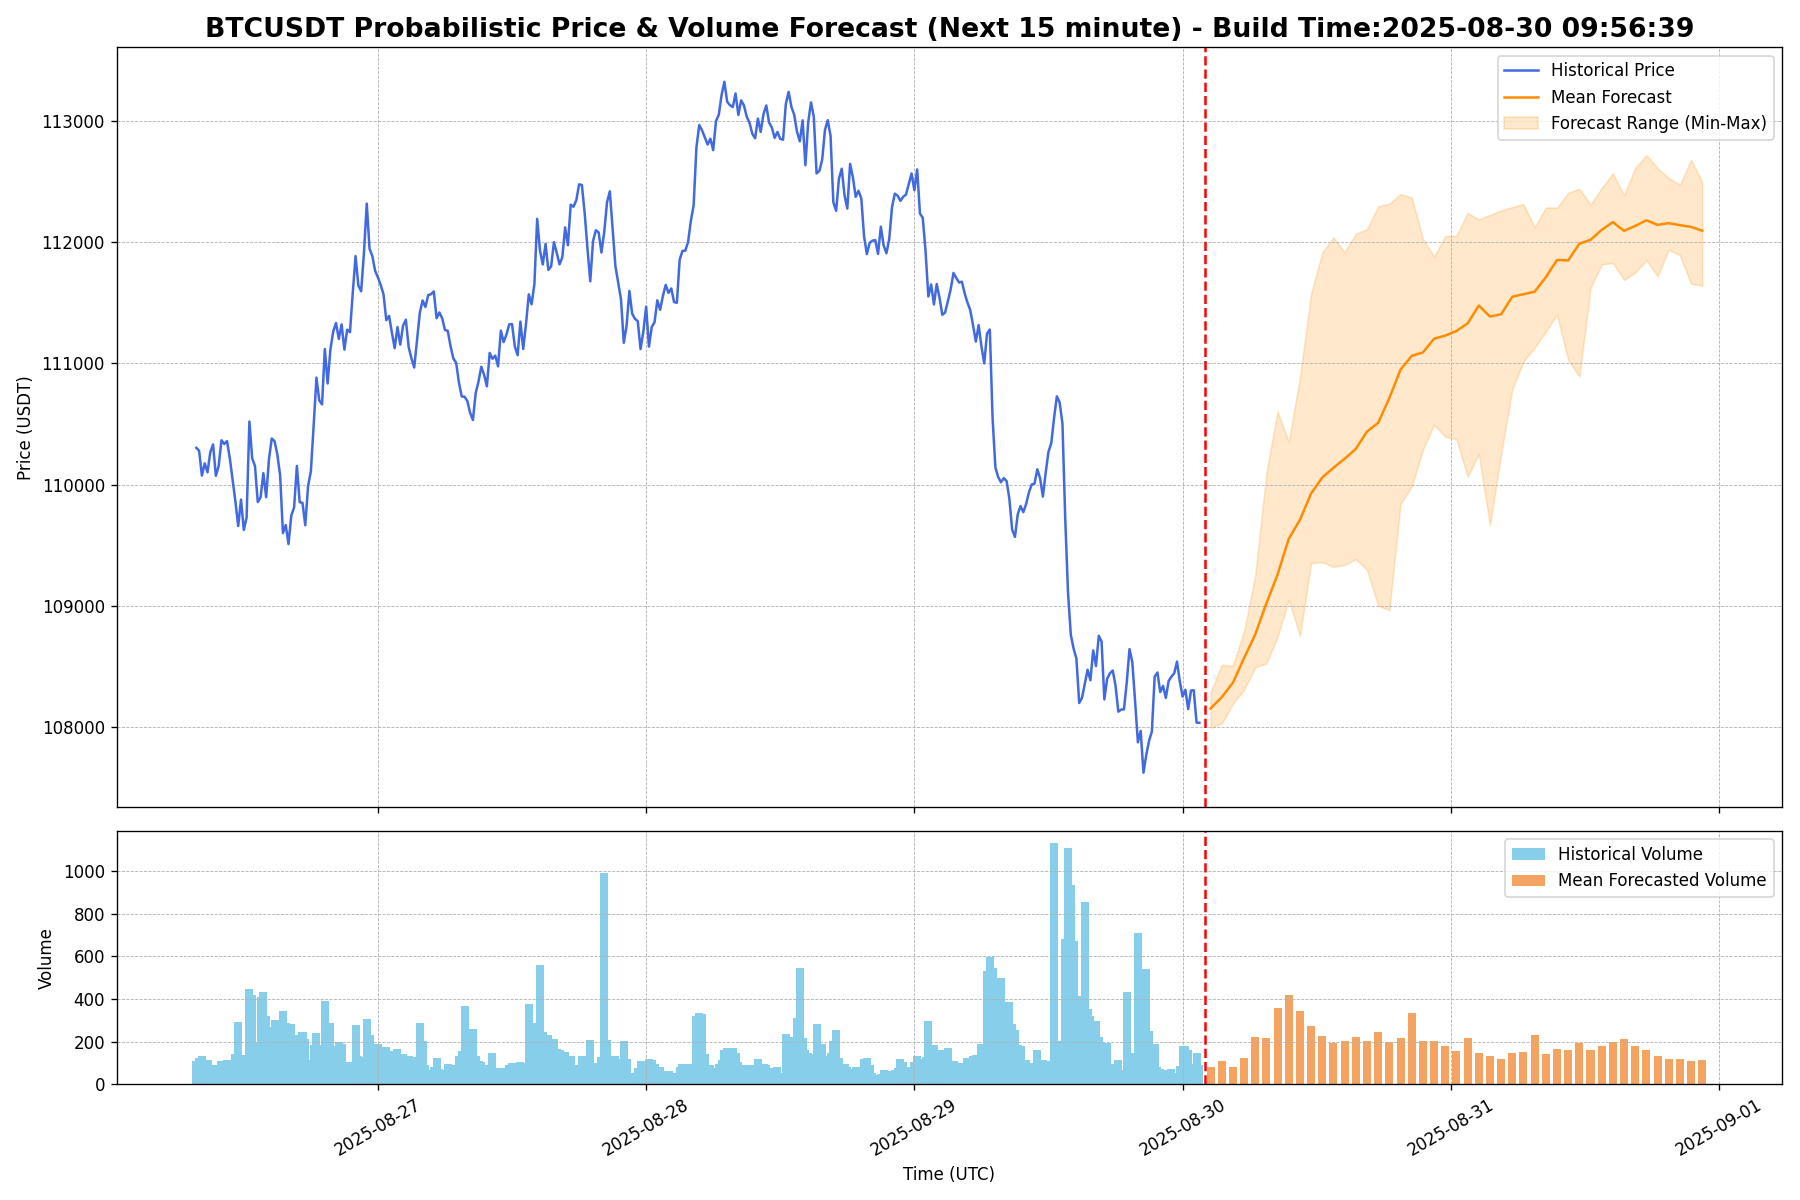 BTCUSDT Probabilistic Price & Volume Forecast (Next 15 minute) - Build Time:2025-08-30 09:56:39
Historical Price
Mean Forecast
Forecast Range (Min-Max)
113000
112000
111000
110000
109000
108000
Price (USDT)
Historical Volume
Mean Forecasted Volume
1000
800
600
400
200
0
Volume
2025-08-27
2025-08-28
2025-08-29
2025-08-30
2025-08-31
2025-09-01
Time (UTC)